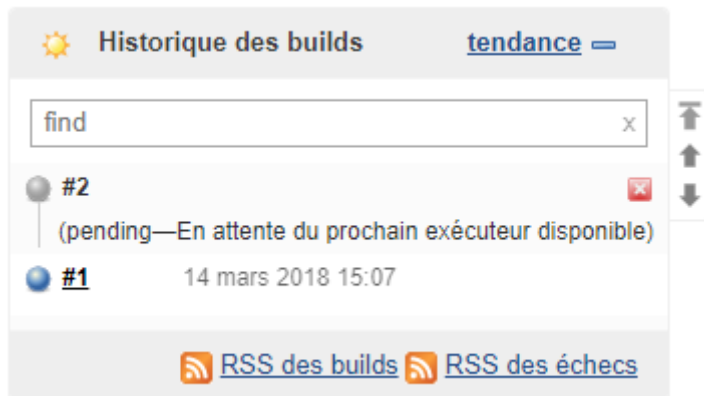 Historique des builds tendance
find x
#2
(pending—En attente du prochain exécuteur disponible)
#1 14 mars 2018 15:07
RSS des builds RSS des échecs